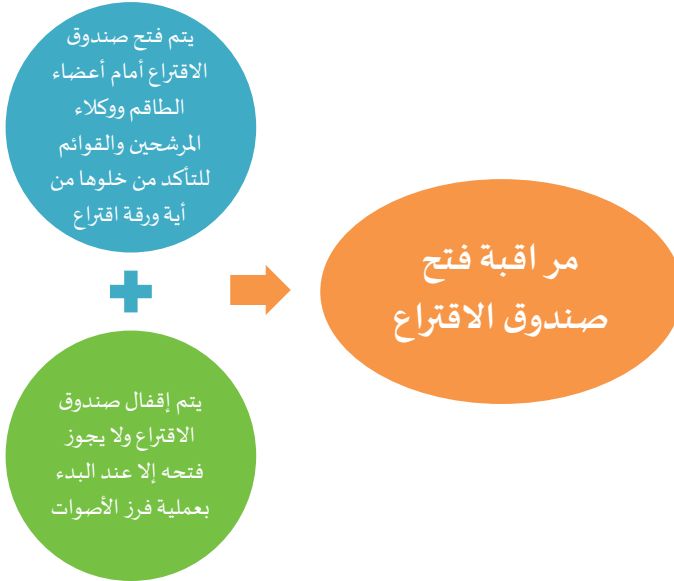 يتم فتح صندوق
الاقتراع أمام أعضاء
الطاقم ووكلاء
المرشحين والقوائم
للتأكد من خلوها من
أية ورقة اقتراع
يتم إقفال صندوق
الاقتراع ولا يجوز
فتحه إلا عند البدء
بعملية فرز الأصوات
مراقبة فتح
صندوق الاقتراع